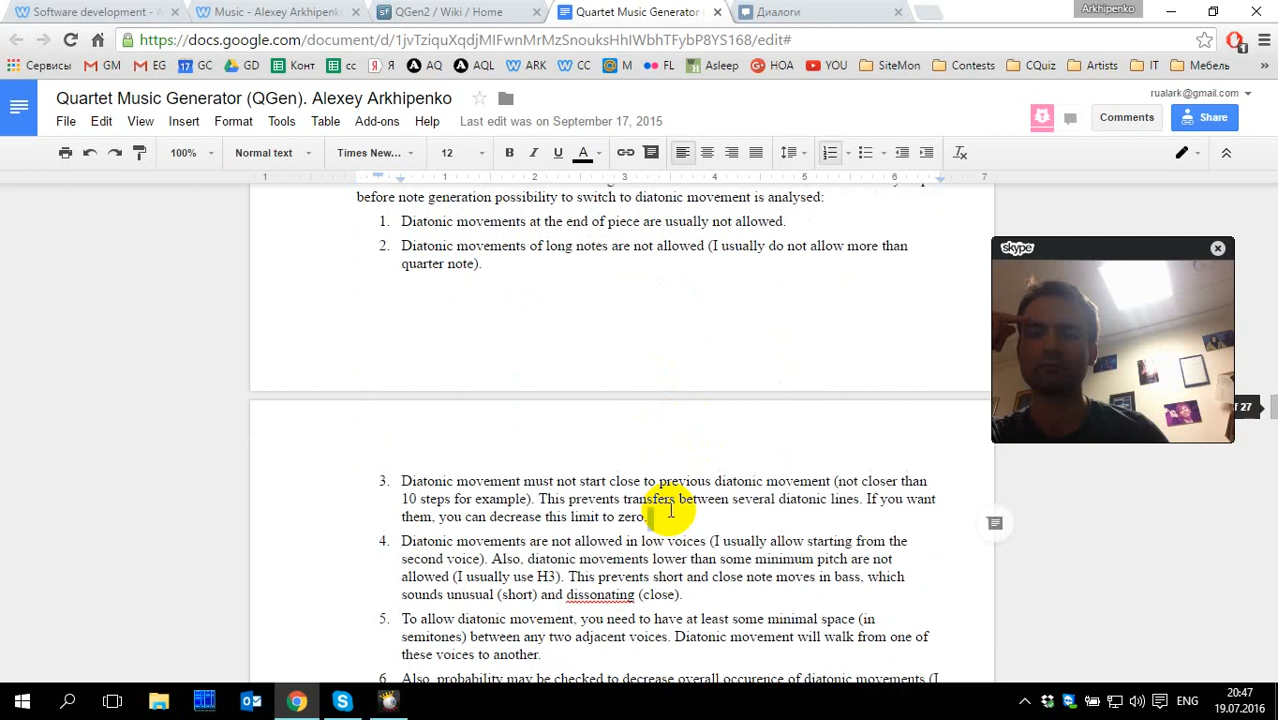 Software development - A
Music - Alexey Arkhipenk
QGen2 / Wiki / Home
Quartet Music Generator
Диалоги
Arkhipenko
https://docs.google.com/document/d/1jvTziquXqdjMIFwnMrMzSnouksHhIWbhTFybP8YS168/edit#
Сервисы GM EG GC GD Конт cc Я AQ AQL ARK CC M FL Asleep HOA YOU SiteMon Contests CQuiz Artists IT Мебель
rualark@gmail.com
Quartet Music Generator (QGen). Alexey Arkhipenko
File Edit View Insert Format Tools Table Add-ons Help Last edit was on September 17, 2015
Comments Share
100% Normal text Times New... 12 B I U A
1 1 2 3 4 5 6 7
before note generation possibility to switch to diatonic movement is analysed:
1. Diatonic movements at the end of piece are usually not allowed.
2. Diatonic movements of long notes are not allowed (I usually do not allow more than
quarter note).
skype
of 27
3. Diatonic movement must not start close to previous diatonic movement (not closer than
10 steps for example). This prevents transfers between several diatonic lines. If you want
them, you can decrease this limit to zero.
4. Diatonic movements are not allowed in low voices (I usually allow starting from the
second voice). Also, diatonic movements lower than some minimum pitch are not
allowed (I usually use H3). This prevents short and close note moves in bass, which
sounds unusual (short) and dissonating (close).
5. To allow diatonic movement, you need to have at least some minimal space (in
semitones) between any two adjacent voices. Diatonic movement will walk from one of
these voices to another.
6. Also, probability may be checked to decrease overall occurence of diatonic movements (I
ENG
20:47
19.07.2016